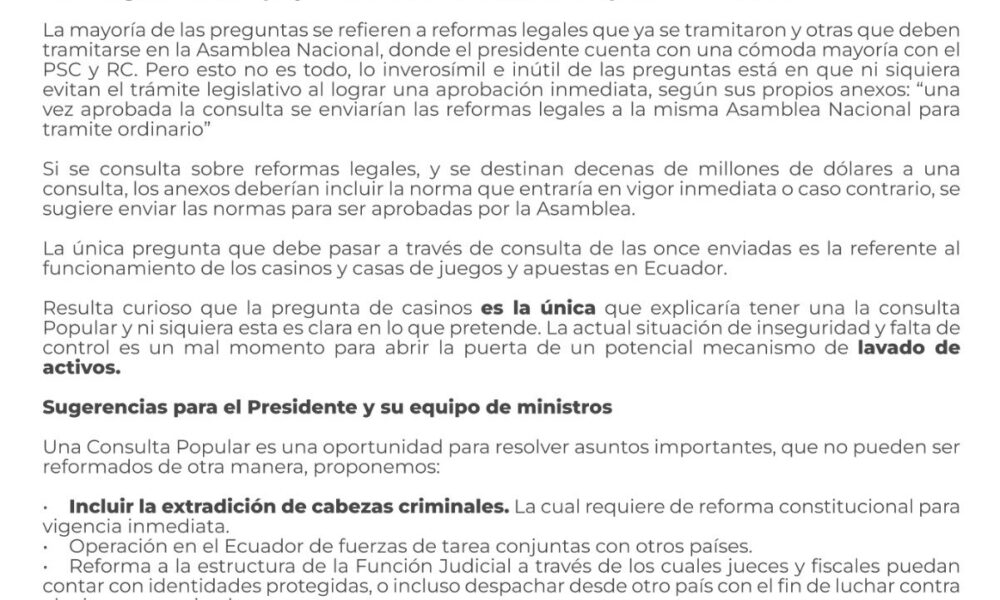 La mayoría de las preguntas se refieren a reformas legales que ya se tramitaron y otras que deben
tramitarse en la Asamblea Nacional, donde el presidente cuenta con una cómoda mayoría con el
PSC y RC. Pero esto no es todo, lo inverosímil e inútil de las preguntas está en que ni siquiera
evitan el trámite legislativo al lograr una aprobación inmediata, según sus propios anexos: “una
vez aprobada la consulta se enviarían las reformas legales a la misma Asamblea Nacional para
tramite ordinario”
Si se consulta sobre reformas legales, y se destinan decenas de millones de dólares a una
consulta, los anexos deberían incluir la norma que entraría en vigor inmediata o caso contrario, se
sugiere enviar las normas para ser aprobadas por la Asamblea.
La única pregunta que debe pasar a través de consulta de las once enviadas es la referente al
funcionamiento de los casinos y casas de juegos y apuestas en Ecuador.
Resulta curioso que la pregunta de casinos es la única que explicaría tener una la consulta
Popular y ni siquiera esta es clara en lo que pretende. La actual situación de inseguridad y falta de
control es un mal momento para abrir la puerta de un potencial mecanismo de lavado de
activos.
Sugerencias para el Presidente y su equipo de ministros
Una Consulta Popular es una oportunidad para resolver asuntos importantes, que no pueden ser
reformados de otra manera, proponemos:
· Incluir la extradición de cabezas criminales. La cual requiere de reforma constitucional para
vigencia inmediata.
· Operación en el Ecuador de fuerzas de tarea conjuntas con otros países.
· Reforma a la estructura de la Función Judicial a través de los cuales jueces y fiscales puedan
contar con identidades protegidas, o incluso despachar desde otro país con el fin de luchar contra